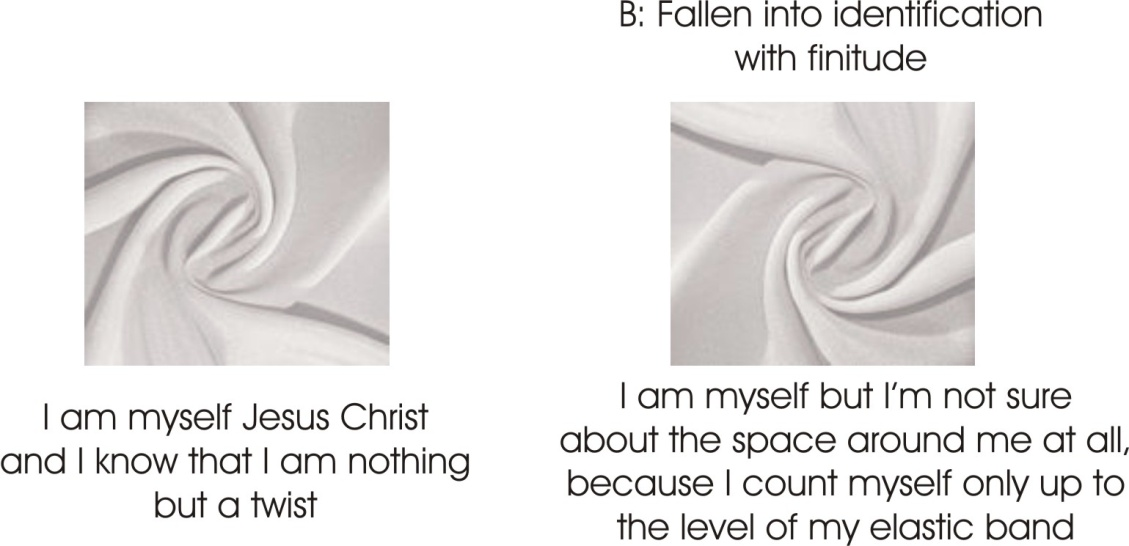 B: Fallen into identification
with finitude
I am myself Jesus Christ
and I know that I am nothing
but a twist
I am myself but I'm not sure
about the space around me at all,
because I count myself only up to
the level of my elastic band